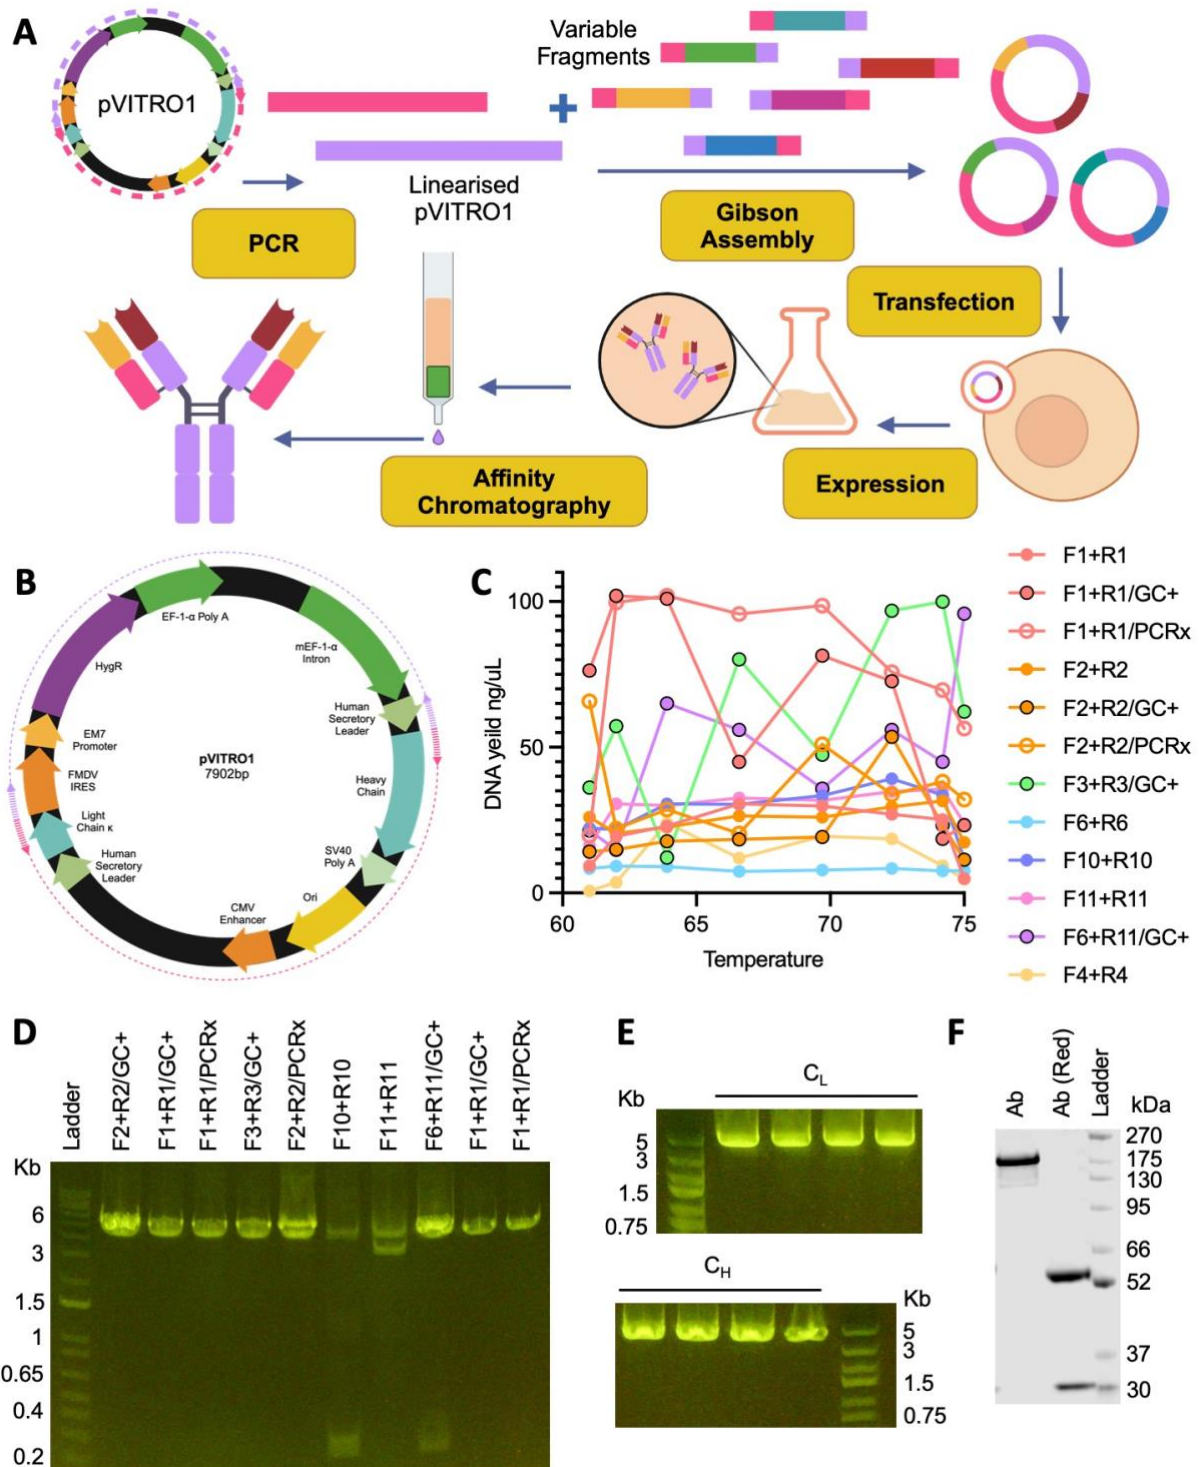 A
pVITRO1
Variable
Fragments
+
Linearised
pVITRO1
PCR
Gibson
Assembly
Transfection
Expression
Affinity
Chromatography
B
EF-1-α Poly A
mEF-1-α
Intron
HygR
Human
Secretory
Leader
EM7
Promoter
pVITRO1
7902bp
FMDV
IRES
Heavy
Chain
Light
Chain κ
SV40
Poly A
Human
Secretory
Leader
Ori
CMV
Enhancer
C
DNA yeild ng/uL
100
50
0
60
65
70
75
Temperature
F1+R1
F1+R1/GC+
F1+R1/PCRx
F2+R2
F2+R2/GC+
F2+R2/PCRx
F3+R3/GC+
F6+R6
F10+R10
F11+R11
F6+R11/GC+
F4+R4
D
Ladder
F2+R2/GC+
F1+R1/GC+
F1+R1/PCRx
F3+R3/GC+
F2+R2/PCRx
F10+R10
F11+R11
F6+R11/GC+
F1+R1/GC+
F1+R1/PCRx
Kb
6
3
1.5
1
0.65
0.4
0.2
E
CL
Kb
5
3
1.5
0.75
CH
Kb
5
3
1.5
0.75
F
Ab
Ab (Red)
Ladder
kDa
270
175
130
95
66
52
37
30